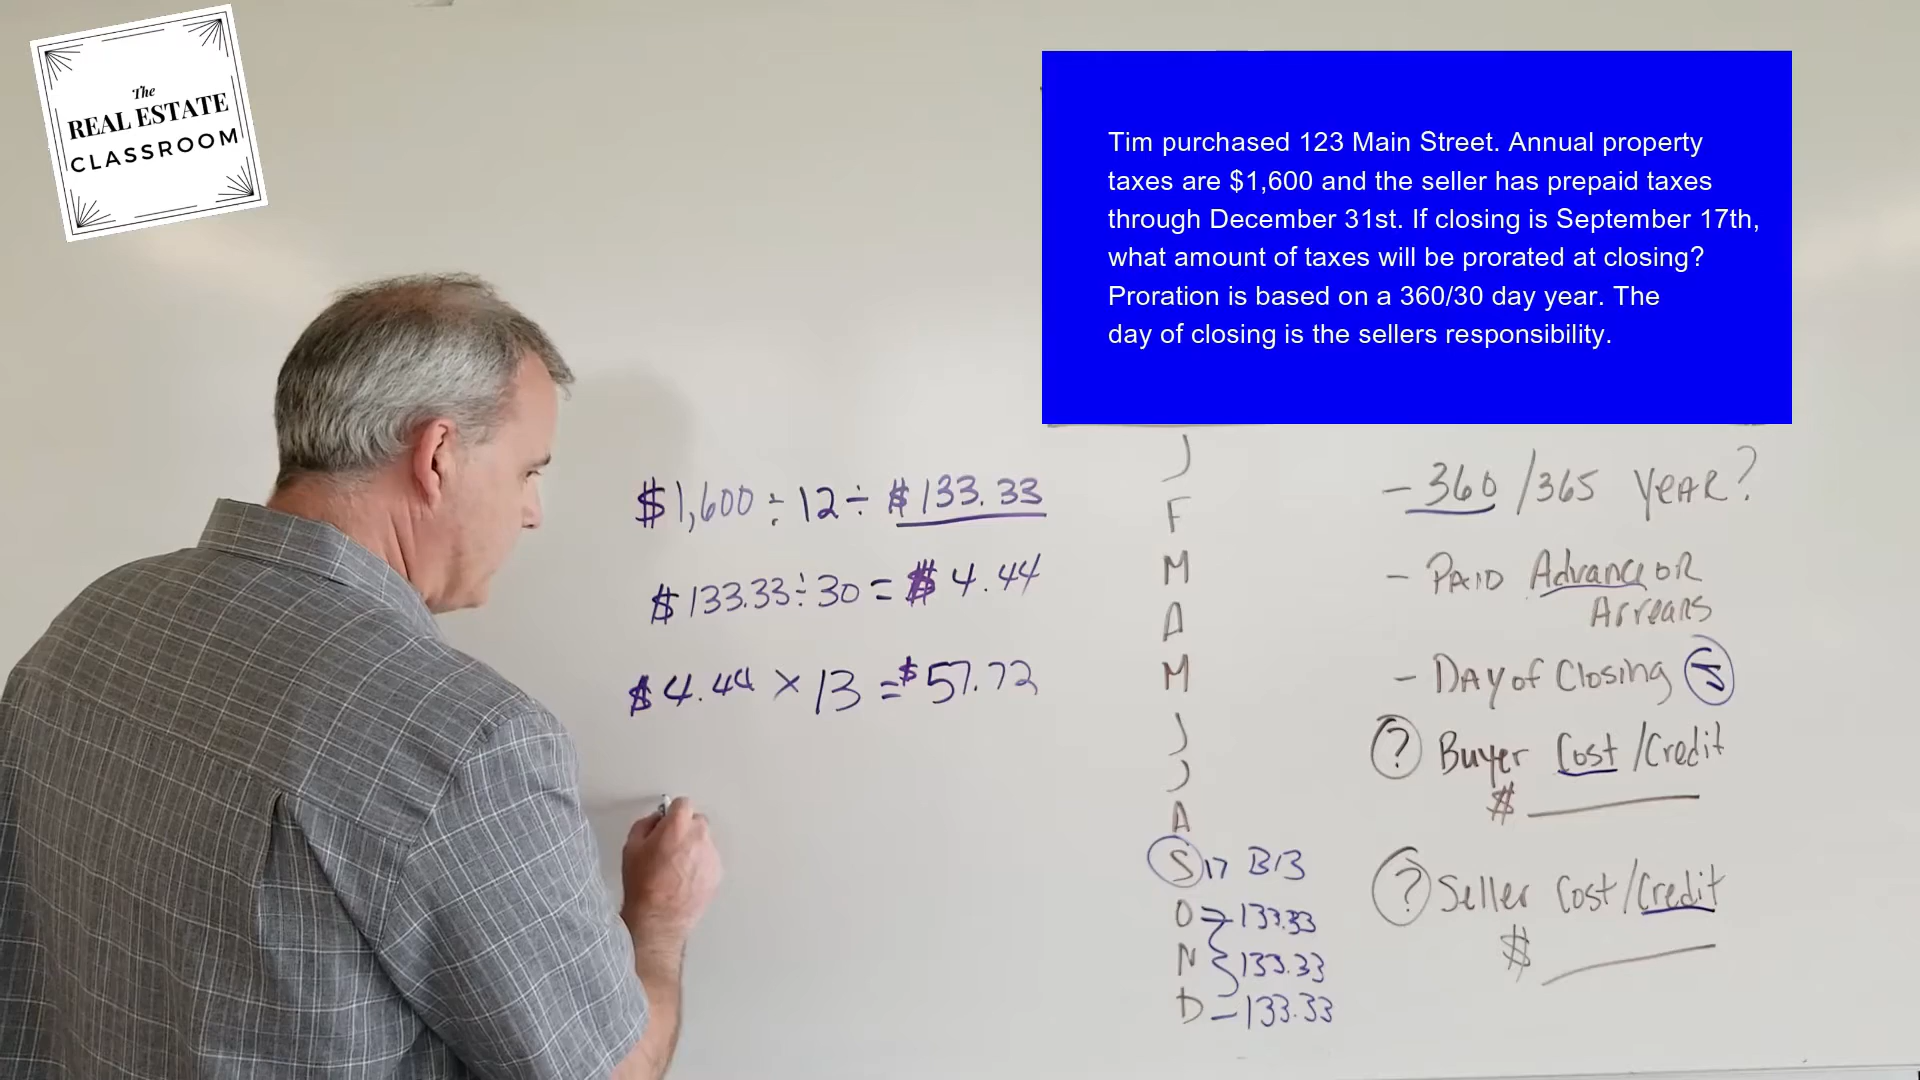 The
REAL ESTATE
CLASSROOM
Tim purchased 123 Main Street. Annual property
taxes are $1,600 and the seller has prepaid taxes
through December 31st. If closing is September 17th,
what amount of taxes will be prorated at closing?
Proration is based on a 360/30 day year. The
day of closing is the sellers responsibility.
$1,600 ÷ 12 ÷ $133.33
$133.33 ÷ 30 = $4.44
$4.44 × 13 = $57.72
J
F
M
A
M
J
J
A
S 17 B13
O 133.33
N 133.33
D - 133.33
- 360/365 YEAR?
- PAID Advance OR
Arrears
- DAY of Closing S
? Buyer Cost/Credit
$
? Seller Cost/Credit
$